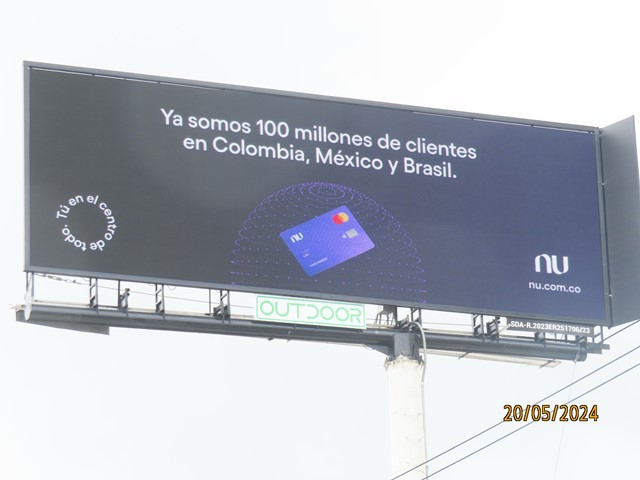 Ya somos 100 millones de clientes
en Colombia, México y Brasil.
Tú en el centro de todo.
nu
nu
nu.com.co
OUTDOOR
SDA-R.2023ER251706/23
20/05/2024